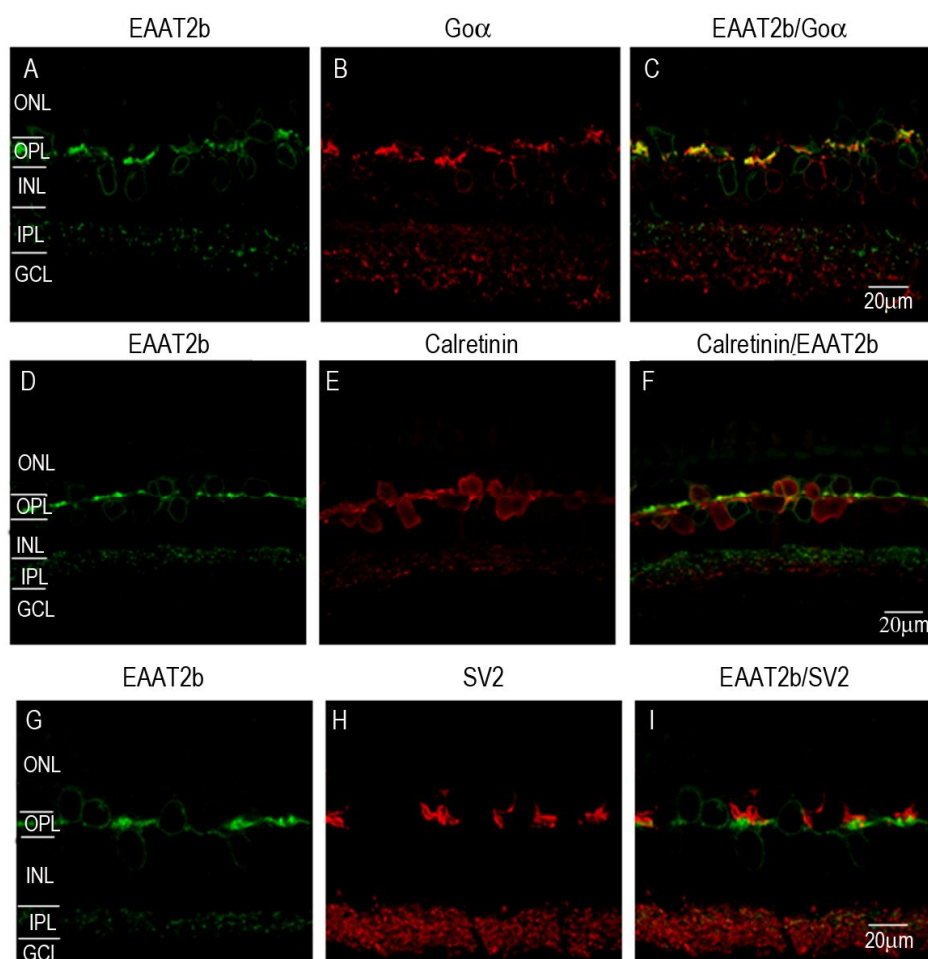 EAAT2b Goα EAAT2b/Goα
A B C
ONL
OPL
INL
IPL
GCL
20μm
EAAT2b Calretinin Calretinin/EAAT2b
D E F
ONL
OPL
INL
IPL
GCL
20μm
EAAT2b SV2 EAAT2b/SV2
G H I
ONL
OPL
INL
IPL
GCL
20μm